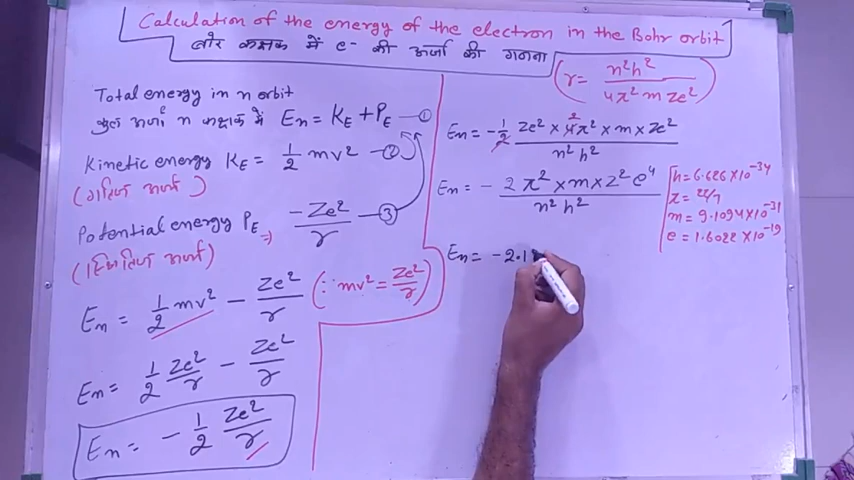 Calculation of the energy of the electron in the Bohr orbit
बोर कक्षक में e- की ऊर्जा की गणना
Total energy in n orbit
कुल ऊर्जा n कक्षक में En = KE + PE —①
Kinetic energy KE = 1/2 mv² —②
(गतिज ऊर्जा)
Potential energy PE ⇒ -Ze²/r —③
(स्थितिज ऊर्जा)
En = 1/2 mv² - Ze²/r (∵ mv² = Ze²/r)
En = 1/2 Ze²/r - Ze²/r
En = -1/2 Ze²/r
(r = n²h² / 4π²mZe²)
En = -1/2 Ze² × 4π² × m × Ze² / n²h²
2
En = - 2π² × m × Z²e⁴ / n²h²
h = 6.626 × 10⁻³⁴
π = 22/7
m = 9.1094 × 10⁻³¹
e = 1.6022 × 10⁻¹⁹
En = -2.1